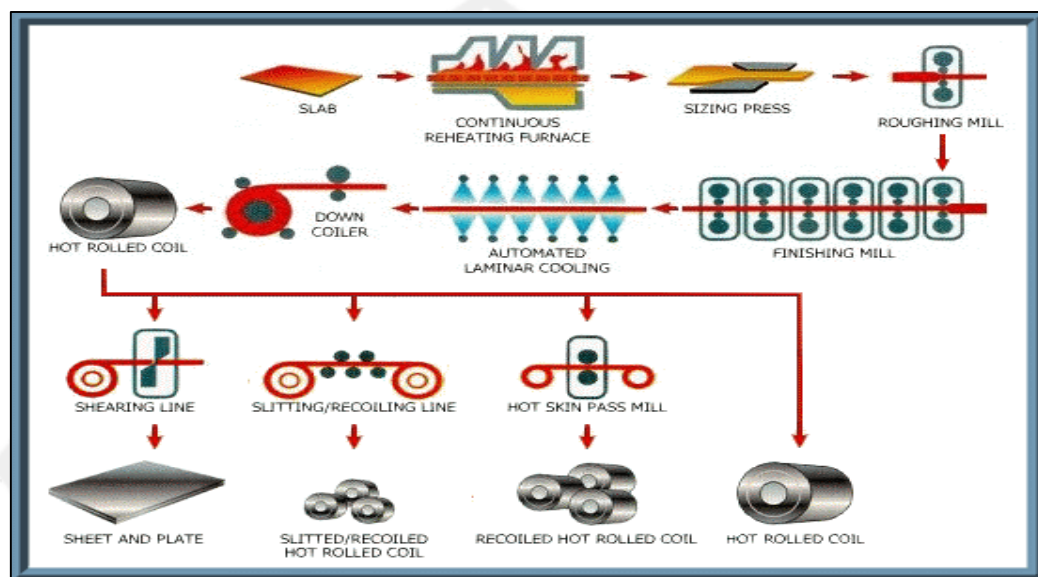 SLAB
CONTINUOUS
REHEATING FURNACE
SIZING PRESS
ROUGHING MILL
HOT ROLLED COIL
DOWN
COILER
AUTOMATED
LAMINAR COOLING
FINISHING MILL
SHEARING LINE
SLITTING/RECOILING LINE
HOT SKIN PASS MILL
SHEET AND PLATE
SLITTED/RECOILED
HOT ROLLED COIL
RECOILED HOT ROLLED COIL
HOT ROLLED COIL